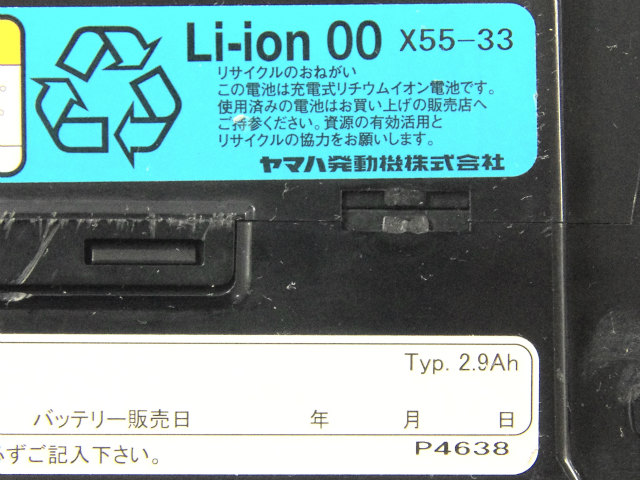 Li-ion 00 X55-33
リサイクルのおねがい
この電池は充電式リチウムイオン電池です。
使用済みの電池はお買い上げの販売店へ
ご持参ください。資源の有効活用と
リサイクルの協力をお願いします。
ヤマハ発動機株式会社
Typ. 2.9Ah
バッテリー販売日 年 月 日
ずご記入下さい。
P4638